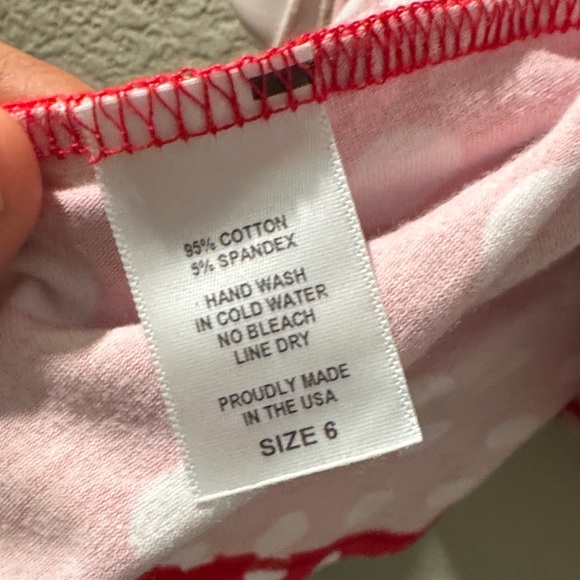 95% COTTON
5% SPANDEX
HAND WASH
IN COLD WATER
NO BLEACH
LINE DRY
PROUDLY MADE
IN THE USA
SIZE 6